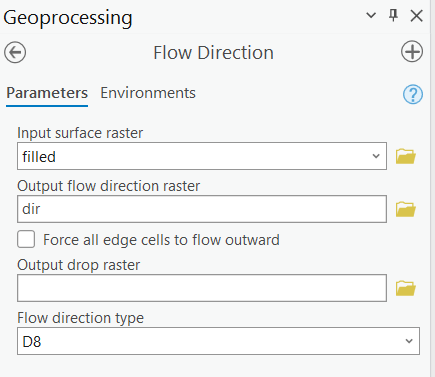 Geoprocessing
Flow Direction
Parameters Environments
?
Input surface raster
filled
Output flow direction raster
dir
Force all edge cells to flow outward
Output drop raster
Flow direction type
D8